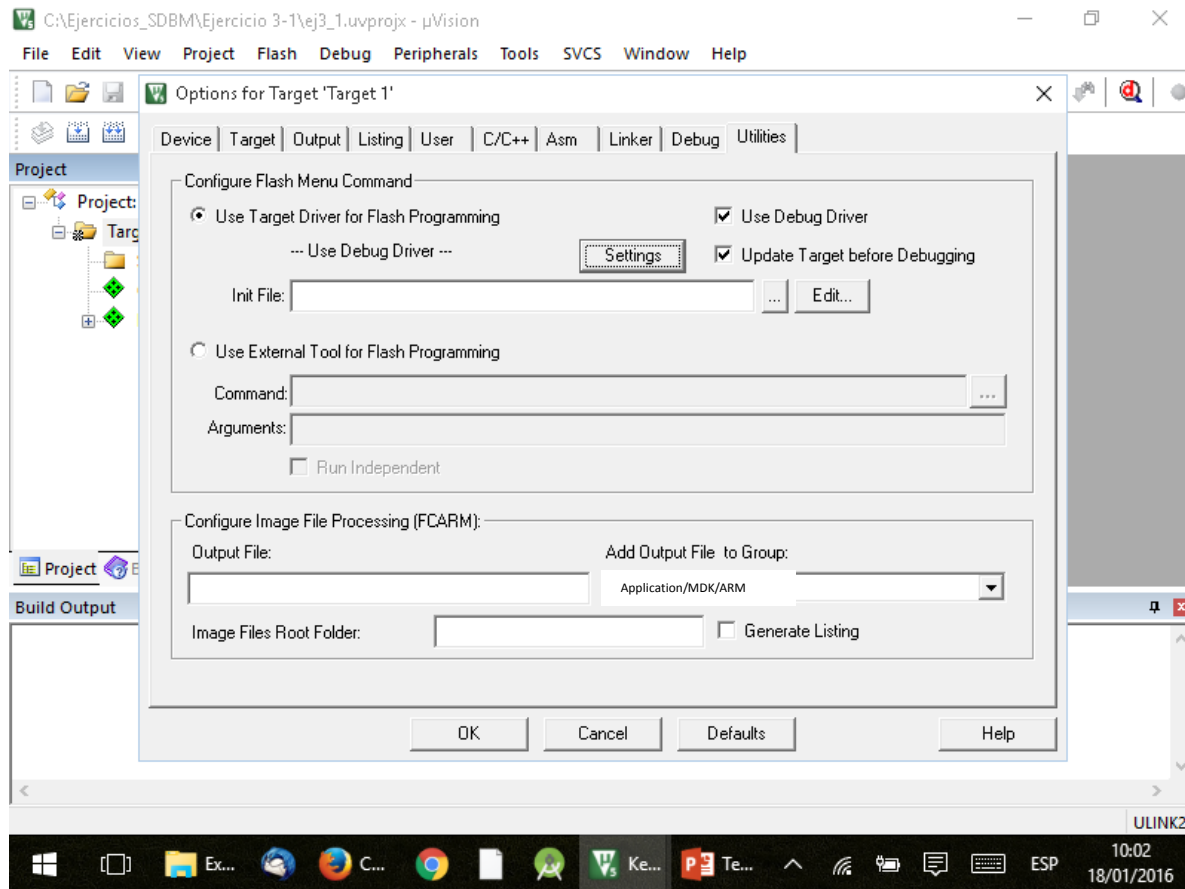 C:\Ejercicios_SDBM\Ejercicio 3-1\ej3_1.uvprojx - µVision
File Edit View Project Flash Debug Peripherals Tools SVCS Window Help
Options for Target 'Target 1'
Device Target Output Listing User C/C++ Asm Linker Debug Utilities
Project
Project:
Targ
Configure Flash Menu Command
Use Target Driver for Flash Programming
Use Debug Driver
--- Use Debug Driver ---
Settings
Update Target before Debugging
Init File:
...
Edit...
Use External Tool for Flash Programming
Command:
...
Arguments:
Run Independent
Configure Image File Processing (FCARM):
Output File:
Add Output File to Group:
Application/MDK/ARM
Image Files Root Folder:
Generate Listing
Project
Build Output
OK Cancel Defaults Help
ULINK2
Ex...
C...
Ke...
Te...
ESP
10:02
18/01/2016